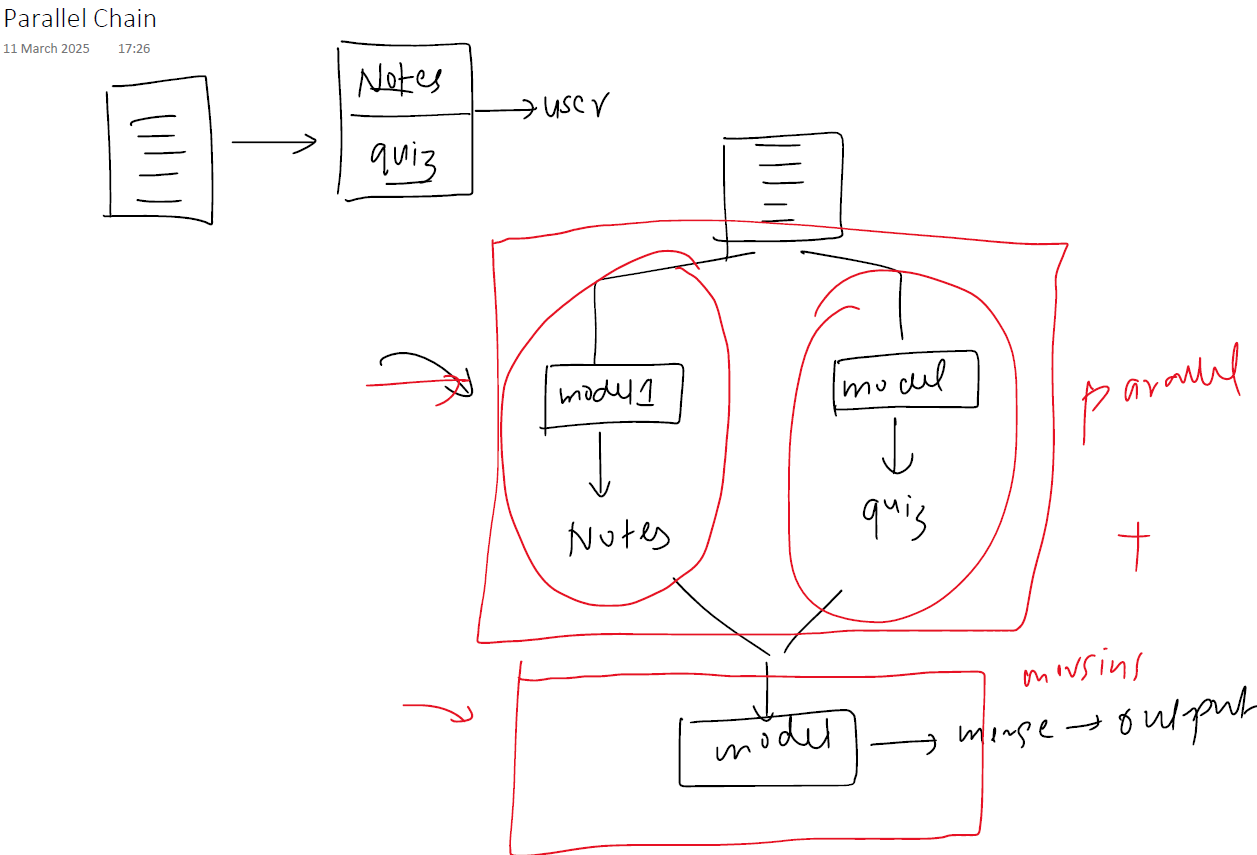 Parallel Chain
11 March 2025 17:26
Notes
quiz
user
model1
model
parallel
Notes
quiz
+
model
merge → output